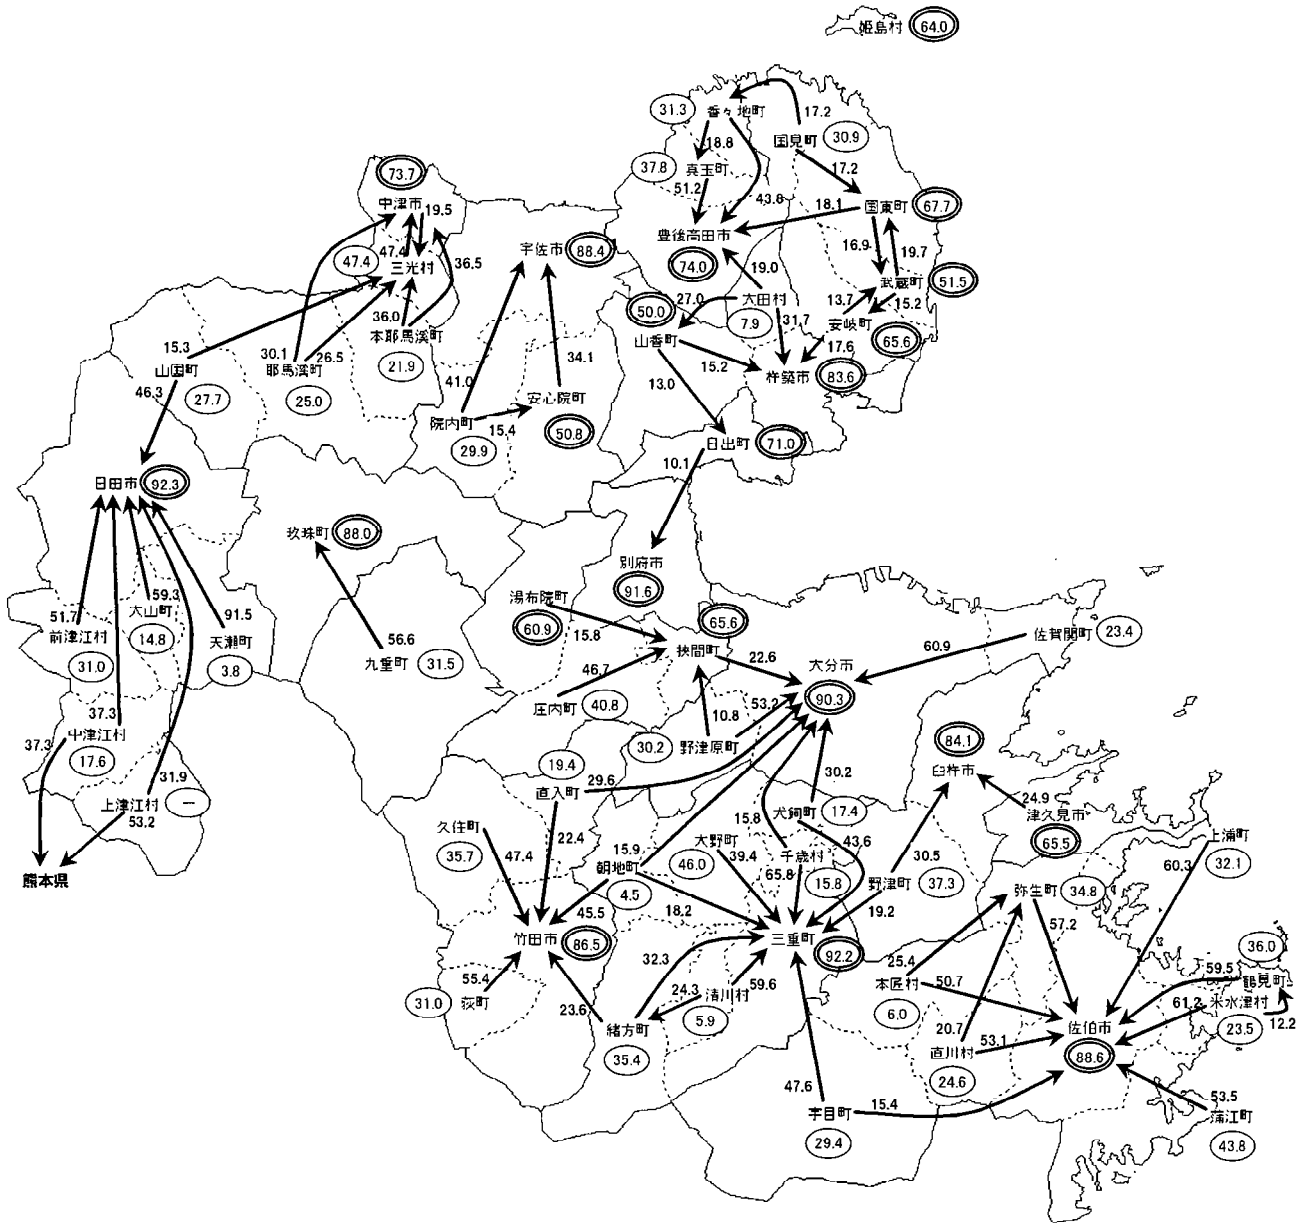 姫島村 64.0
31.3 香々地町 17.2
国見町 30.9
18.8
37.8 真玉町 17.2
51.2 43.8
73.7
中津市 19.5
18.1 国東町 67.7
豊後高田市
16.9 19.7
47.4 47.4
三光村 36.5
宇佐市 88.4
74.0 19.0
武蔵町 51.5
50.0 27.0 大田村 13.7 15.2
7.9 31.7 安岐町
36.0
本耶馬溪町
山香町 17.6 65.6
15.3 30.1 26.5 34.1
山国町 耶馬溪町 21.9
15.2 杵築市 83.6
46.3 27.7 25.0 41.0 13.0
安心院町
院内町 15.4 50.8
29.9
日出町 71.0
10.1
日田市 92.3
玖珠町 88.0
別府市
91.6
59.3
51.7 大山町 91.5
前津江村 14.8 天瀬町
31.0 3.8
56.6
九重町 31.5
湯布院町 65.6
60.9 15.8
挾間町 22.6 大分市
60.9 佐賀関町 23.4
46.7 90.3
庄内町 40.8
10.8 53.2
30.2 野津原町
37.3
37.3 中津江村
17.6
31.9
上津江村 －
53.2
熊本県
84.1
臼杵市
19.4 29.6
直入町
30.2
24.9
津久見市
65.5
久住町 22.4
35.7 47.4
15.8 犬飼町 17.4
15.9 大野町 39.4 千歳村 43.6
朝地町 46.0 65.8 15.8
4.5
30.5
野津町 37.3
19.2
上浦町
60.3 32.1
弥生町 34.8
57.2
45.5 18.2
竹田市 86.5
三重町 92.2
32.3
55.4
31.0 荻町
23.6 24.3 清川村 59.6
緒方町 5.9
35.4
25.4
本匠村 50.7
6.0
36.0
59.5 鶴見町
61.2 米水津村
23.5 12.2
20.7 佐伯市
直川村 53.1 88.6
24.6
47.6 15.4
宇目町
29.4
53.5
蒲江町
43.8